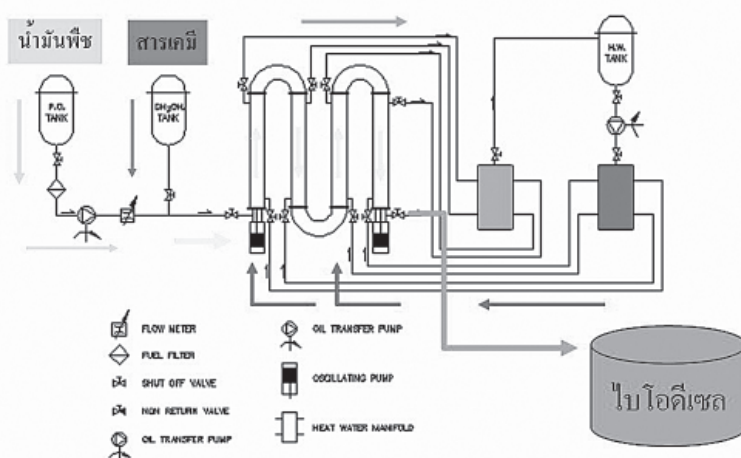 น้ำมันพืช
สารเคมี
P.O.
TANK
CH3OH.
TANK
H.W.
TANK
FLOW METER
FUEL FILTER
SHUT OFF VALVE
NON RETURN VALVE
OIL TRANSFER PUMP
OIL TRANSFER PUMP
OSCILLATING PUMP
HEAT WATER MANIFOLD
ไบโอดีเซล